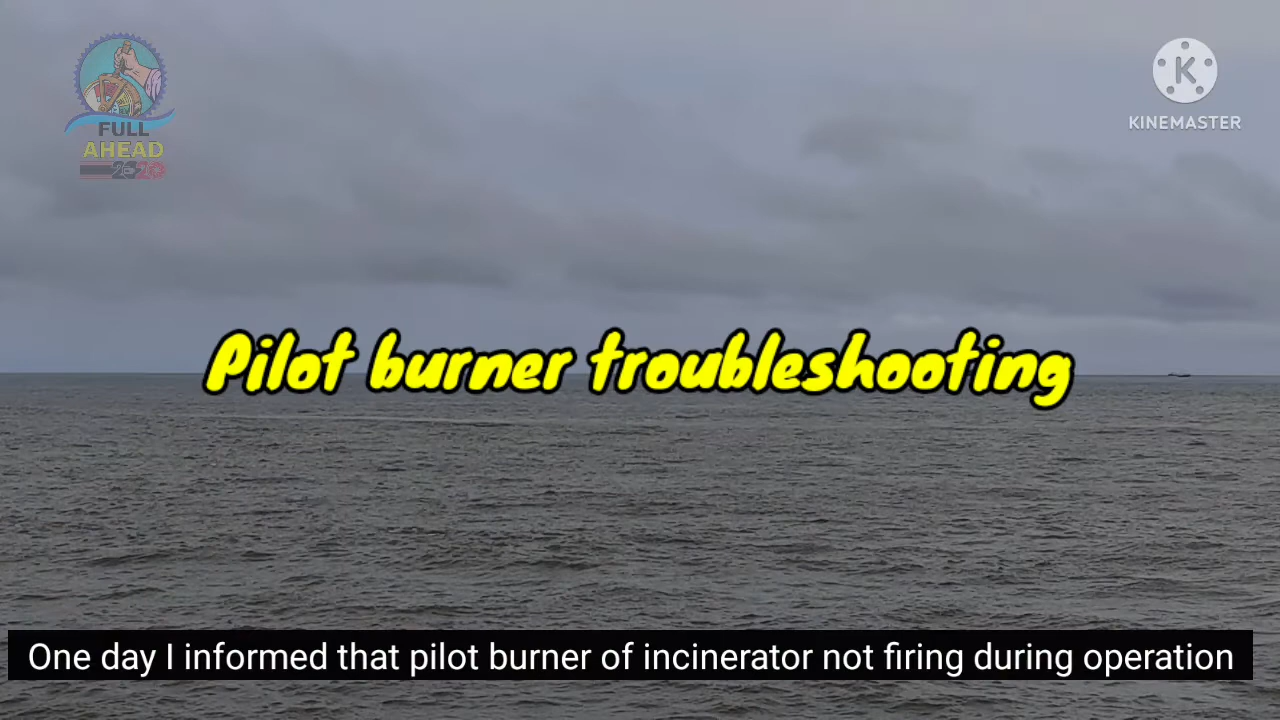 FULL
AHEAD
KINEMASTER
Pilot burner troubleshooting
One day I informed that pilot burner of incinerator not firing during operation